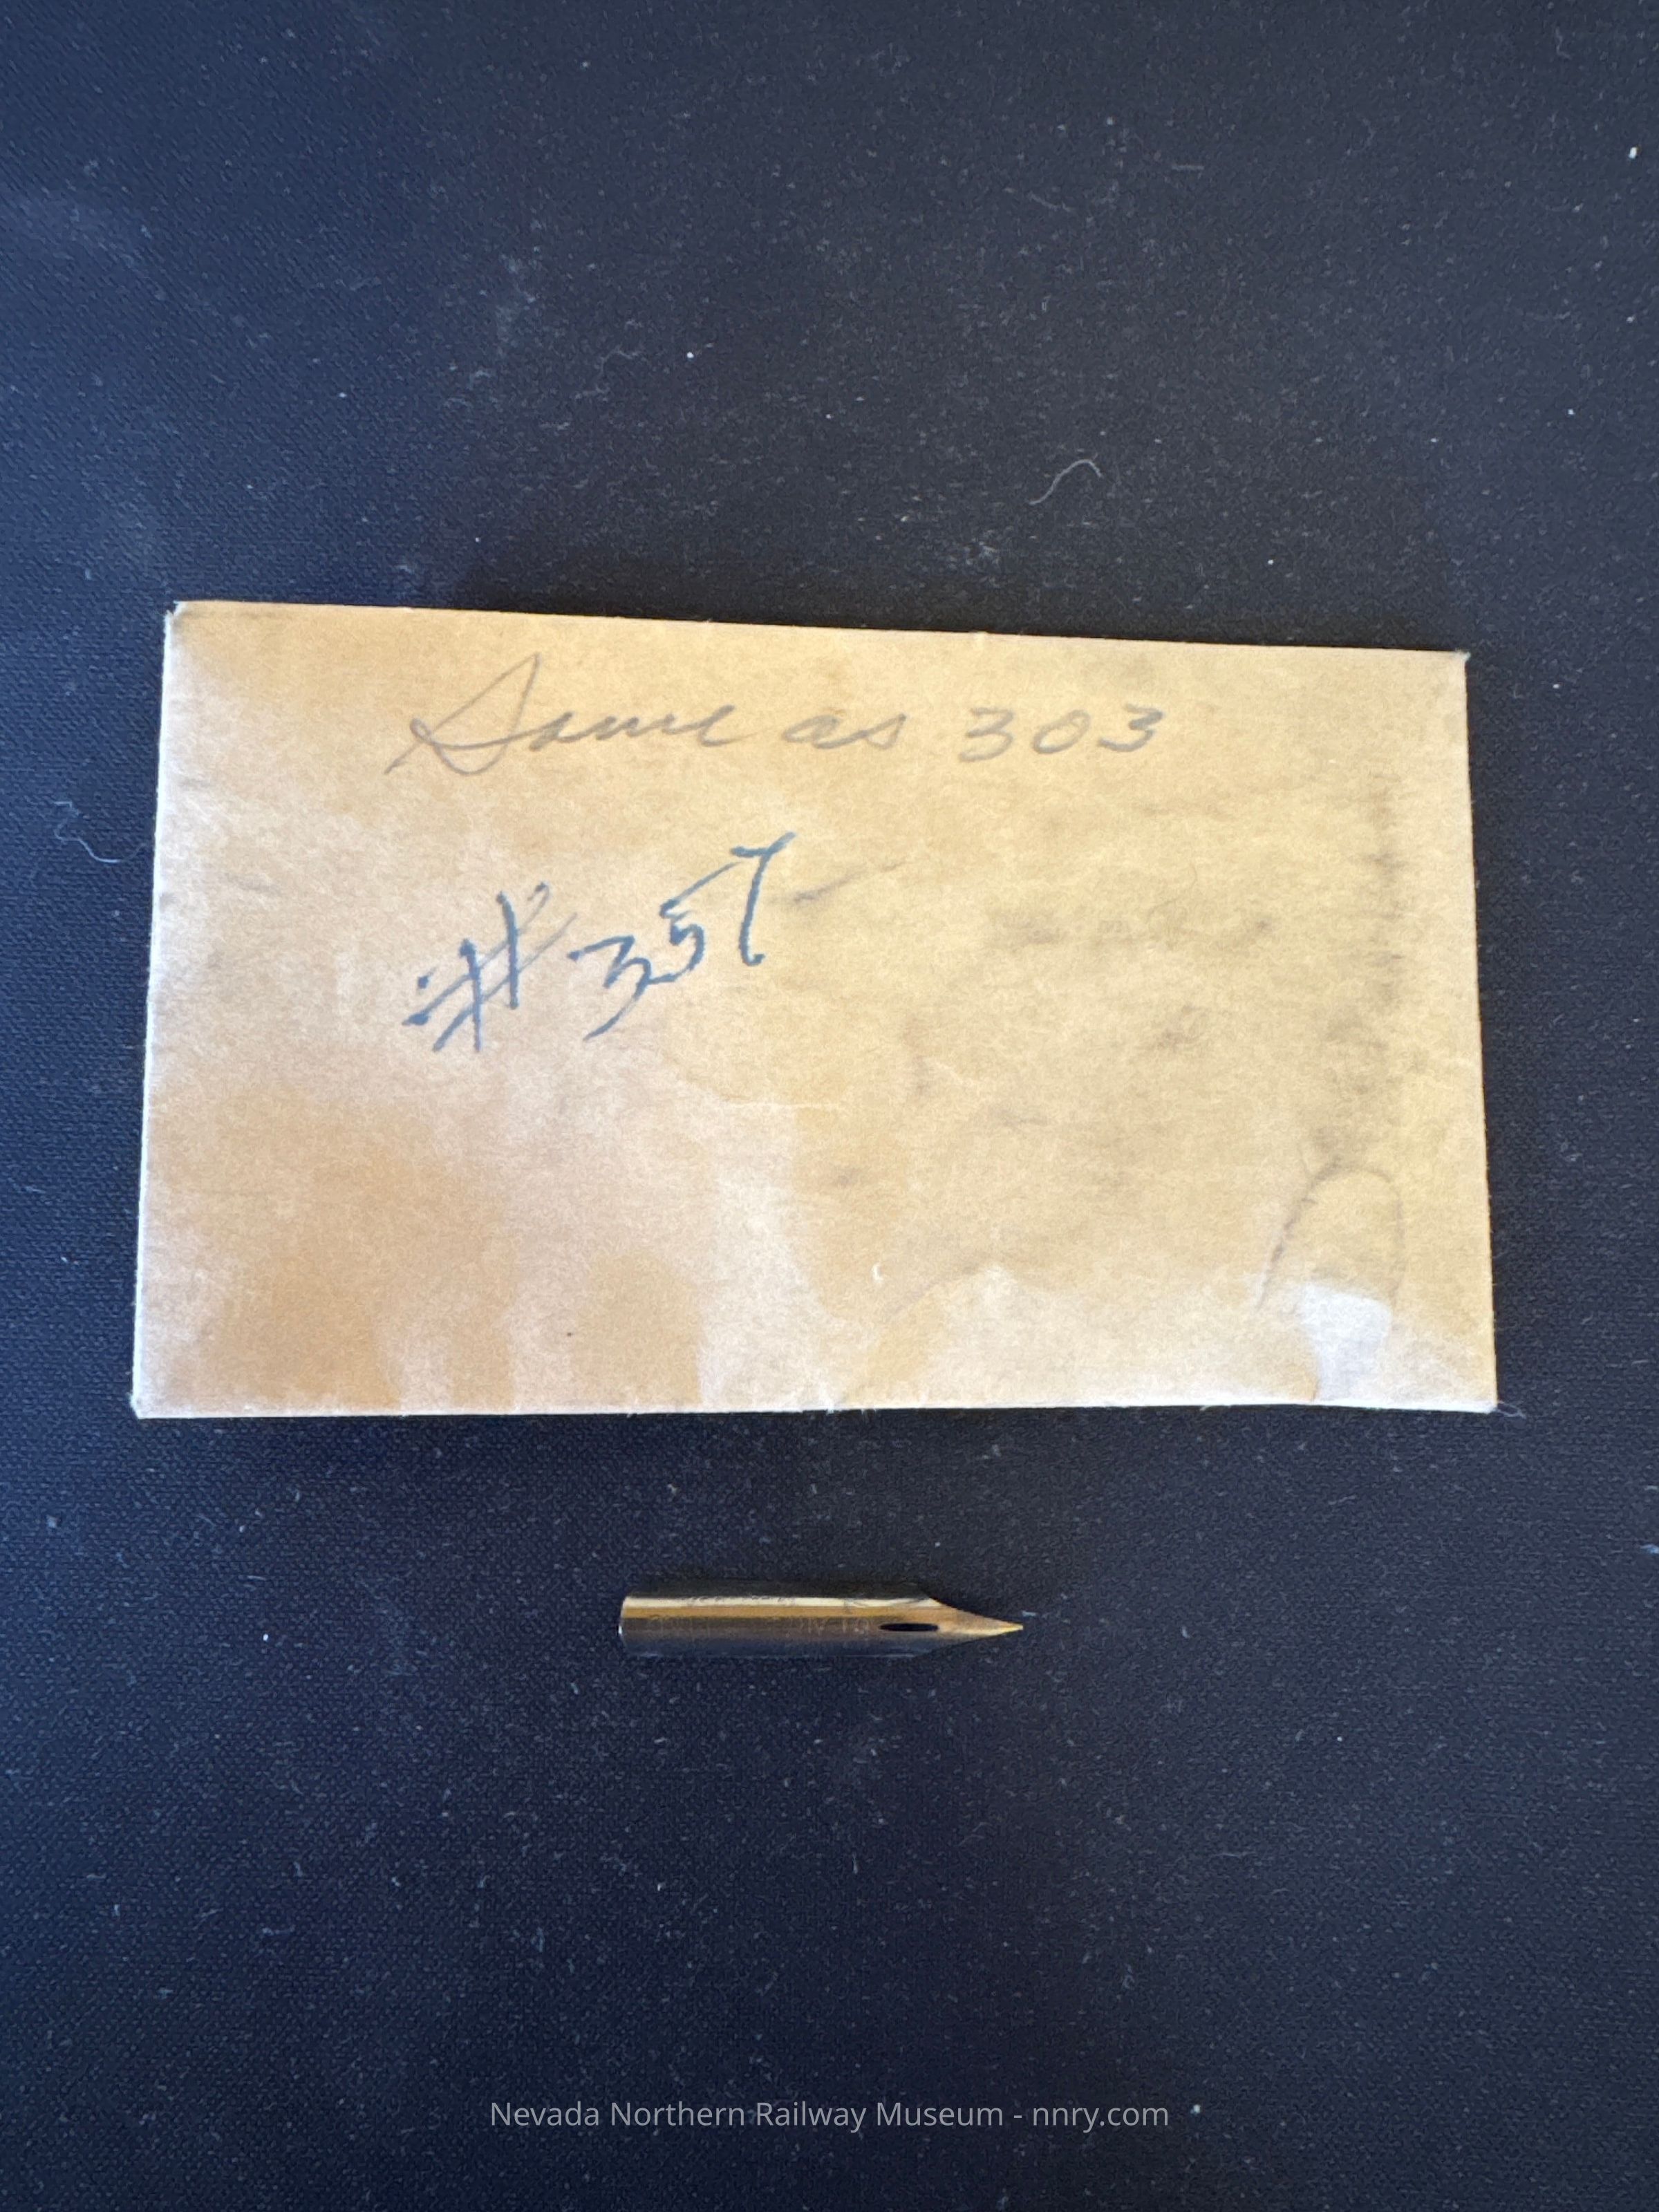 Same as 303
#357
Nevada Northern Railway Museum - nnry.com